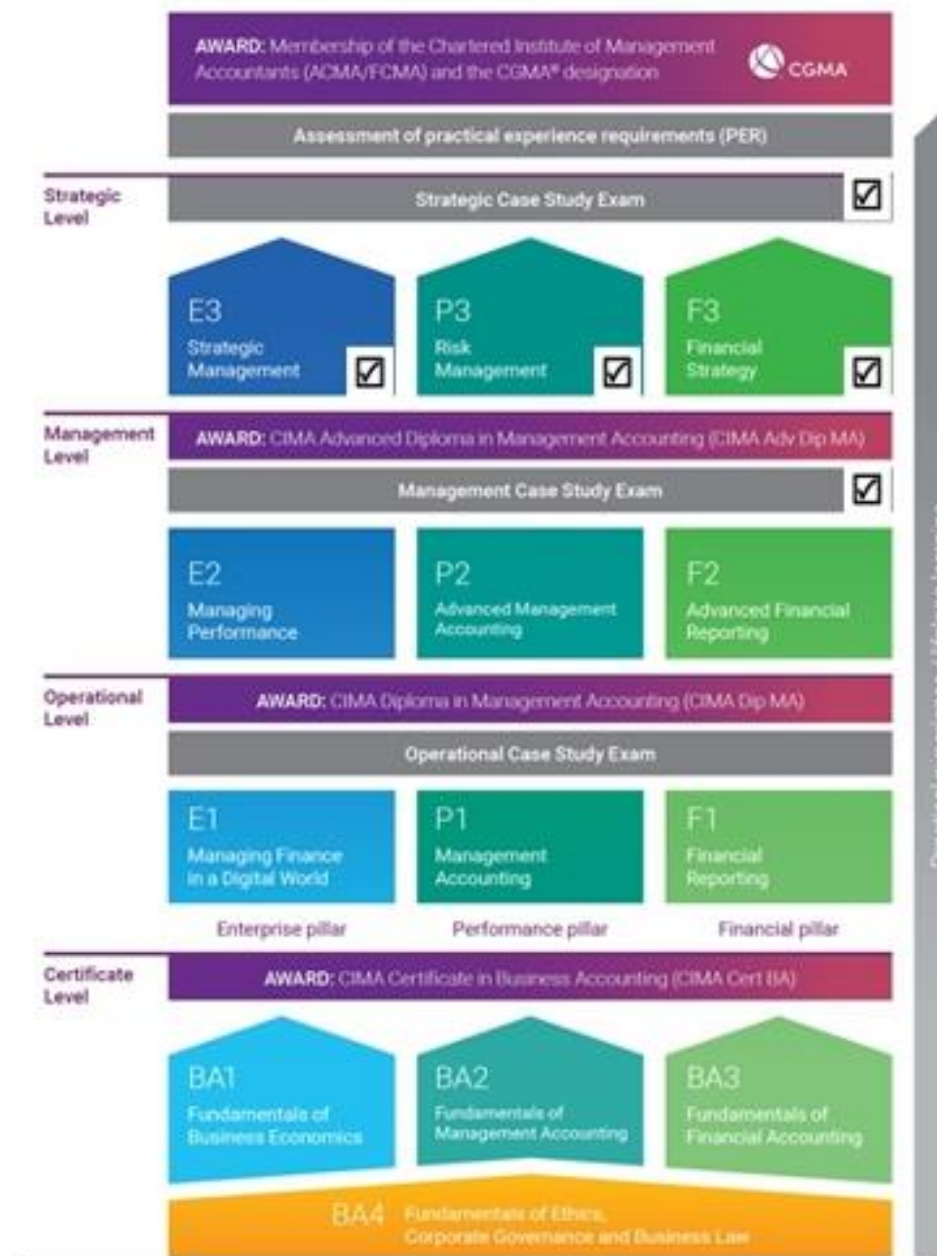 AWARD: Membership of the Chartered Institute of Management
Accountants (ACMA/FCMA) and the CGMA® designation
CGMA
Assessment of practical experience requirements (PER)
Strategic
Level
Strategic Case Study Exam
E3
Strategic
Management
P3
Risk
Management
F3
Financial
Strategy
Management
Level
AWARD: CIMA Advanced Diploma in Management Accounting (CIMA Adv Dip MA)
Management Case Study Exam
E2
Managing
Performance
P2
Advanced Management
Accounting
F2
Advanced Financial
Reporting
Operational
Level
AWARD: CIMA Diploma in Management Accounting (CIMA Dip MA)
Operational Case Study Exam
E1
Managing Finance
in a Digital World
P1
Management
Accounting
F1
Financial
Reporting
Enterprise pillar
Performance pillar
Financial pillar
Certificate
Level
AWARD: CIMA Certificate in Business Accounting (CIMA Cert BA)
BA1
Fundamentals of
Business Economics
BA2
Fundamentals of
Management Accounting
BA3
Fundamentals of
Financial Accounting
BA4
Fundamentals of Ethics,
Corporate Governance and Business Law